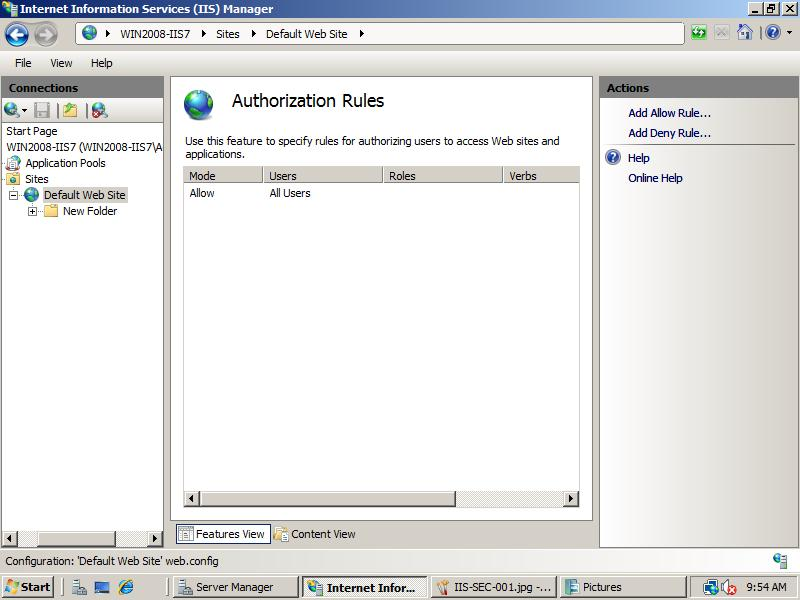 Internet Information Services (IIS) Manager
WIN2008-IIS7 Sites Default Web Site
File View Help
Connections
Start Page
WIN2008-IIS7 (WIN2008-IIS7\A
Application Pools
Sites
Default Web Site
New Folder
Authorization Rules
Use this feature to specify rules for authorizing users to access Web sites and
applications.
Mode Users Roles Verbs
Allow All Users
Features View Content View
Actions
Add Allow Rule...
Add Deny Rule...
Help
Online Help
Configuration: 'Default Web Site' web.config
Start Server Manager Internet Infor... IIS-SEC-001.jpg -... Pictures 9:54 AM